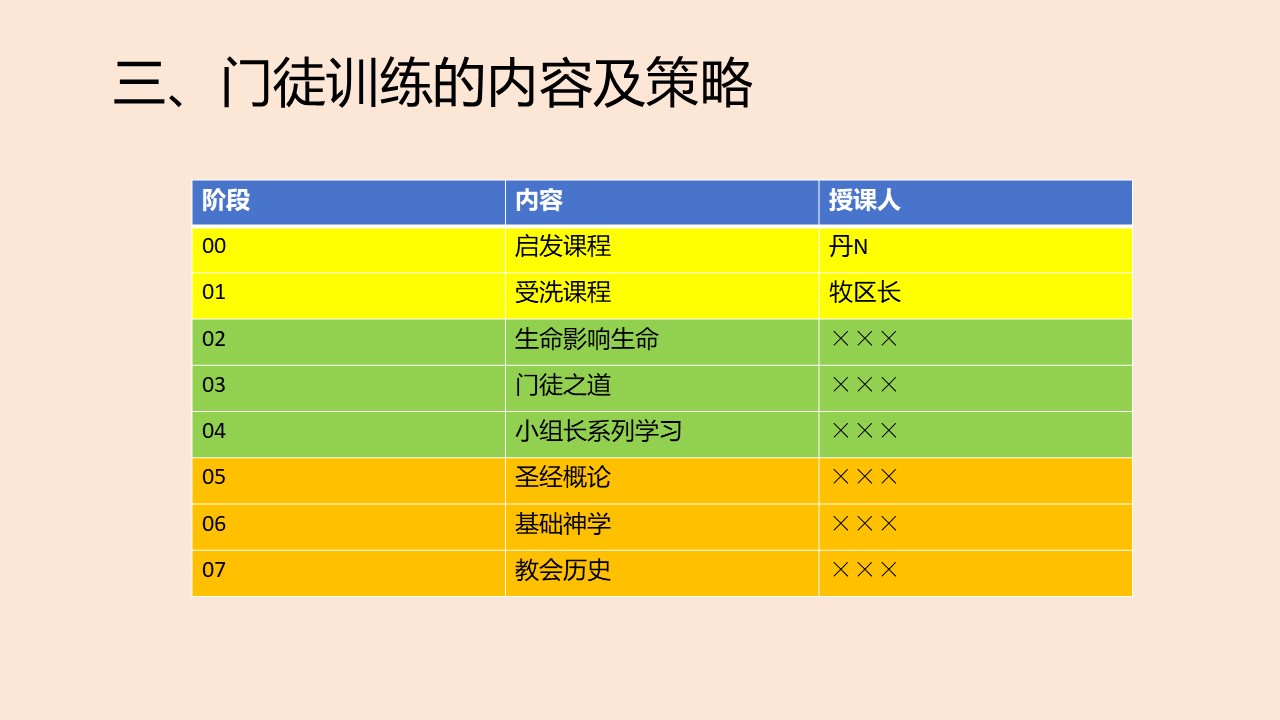 三、门徒训练的内容及策略
阶段 内容 授课人
00 启发课程 丹N
01 受洗课程 牧区长
02 生命影响生命 ×××
03 门徒之道 ×××
04 小组长系列学习 ×××
05 圣经概论 ×××
06 基础神学 ×××
07 教会历史 ×××